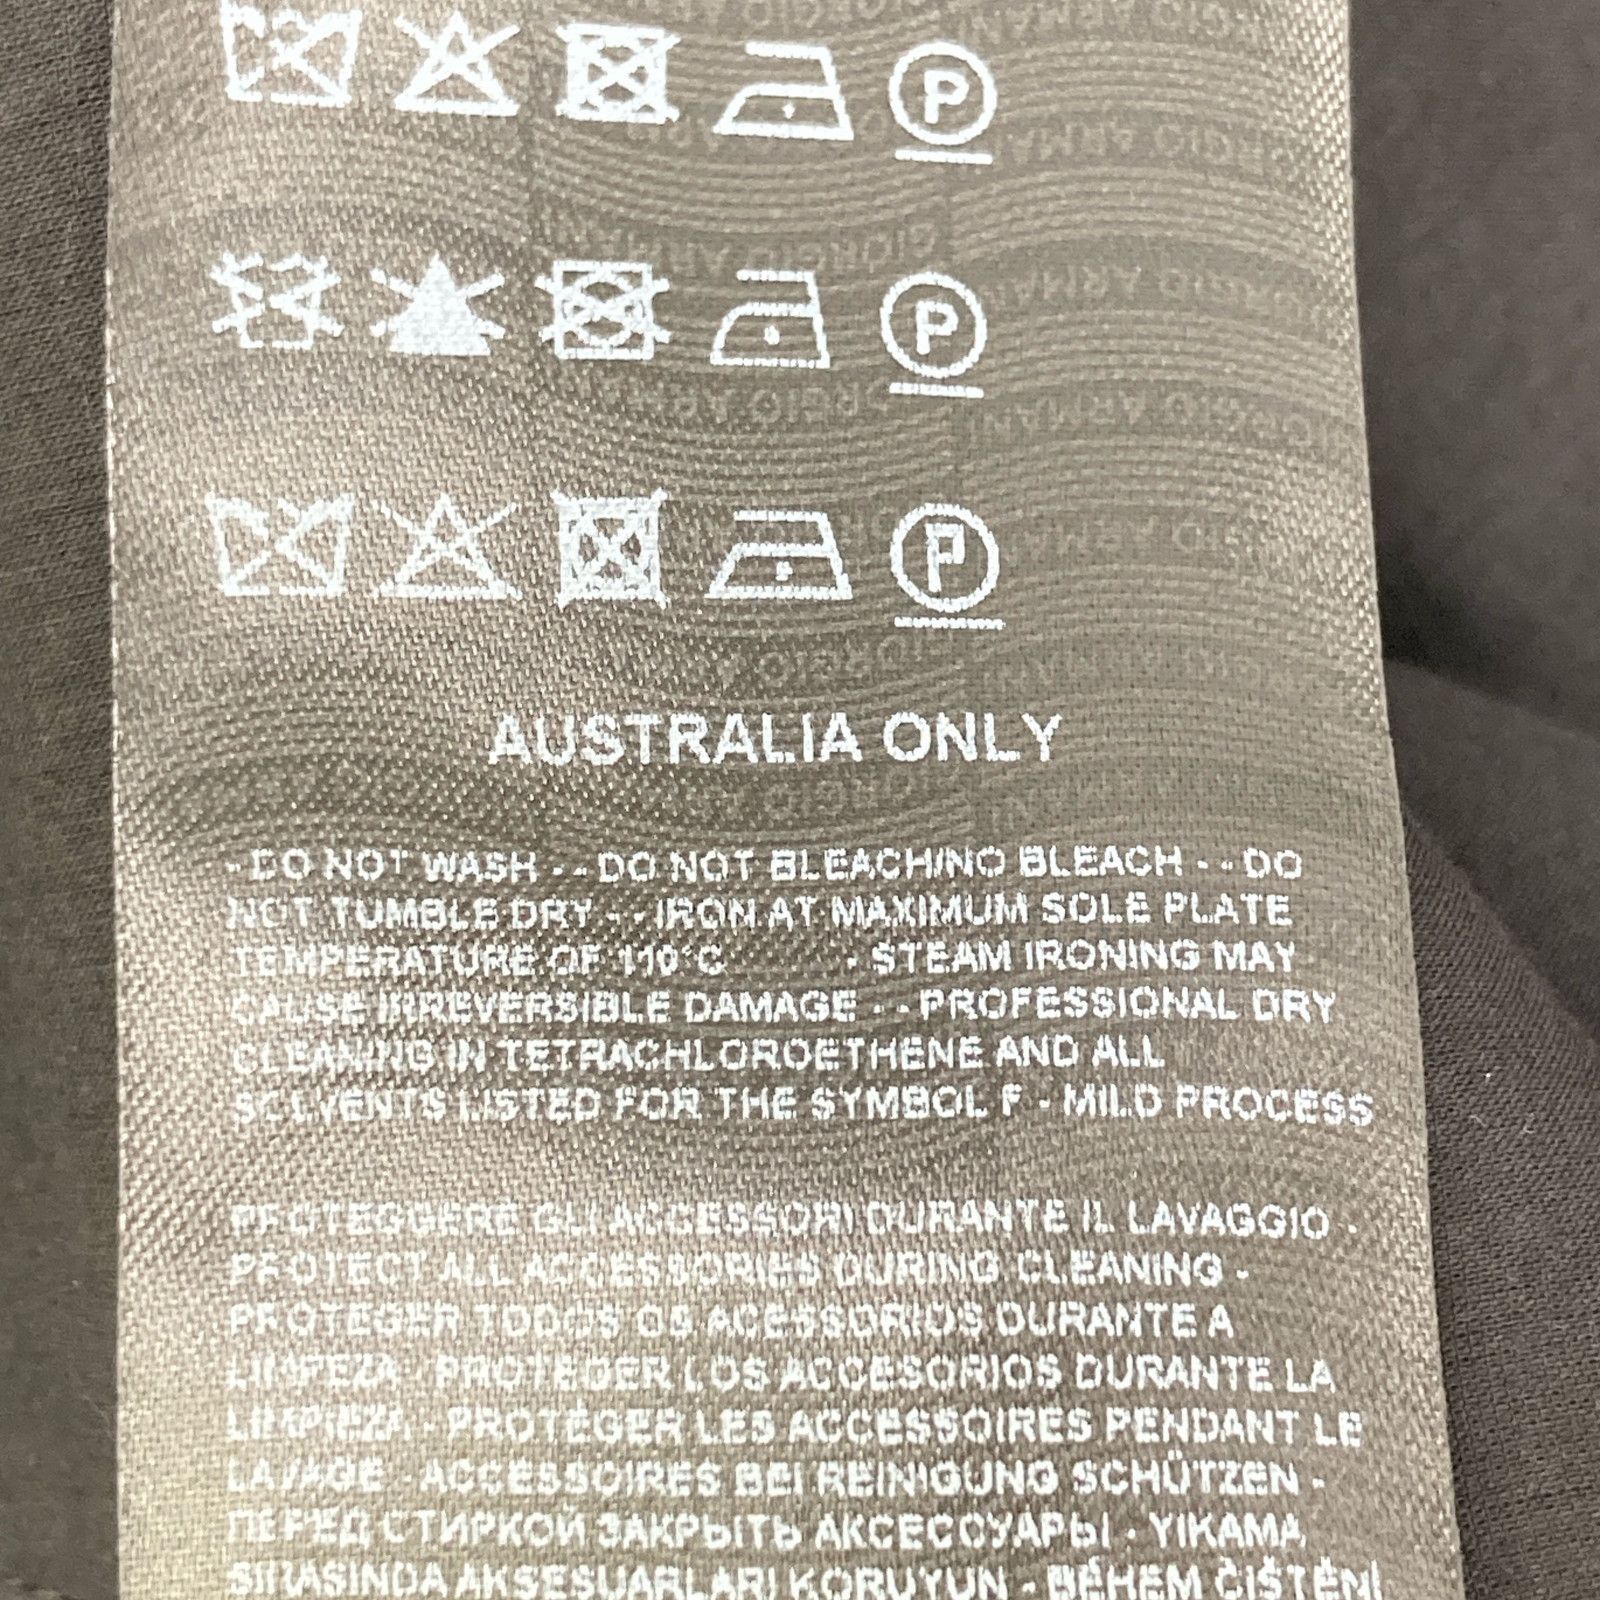 P
P
P
AUSTRALIA ONLY
- DO NOT WASH - - DO NOT BLEACH/NO BLEACH - - DO
NOT TUMBLE DRY - - IRON AT MAXIMUM SOLE PLATE
TEMPERATURE OF 110°C - STEAM IRONING MAY
CAUSE IRREVERSIBLE DAMAGE - - PROFESSIONAL DRY
CLEANING IN TETRACHLOROETHENE AND ALL
SOLVENTS LISTED FOR THE SYMBOL F - MILD PROCESS
PROTEGGERE GLI ACCESSORI DURANTE IL LAVAGGIO -
PROTECT ALL ACCESSORIES DURING CLEANING -
PROTEGER TODOS OS ACESSÓRIOS DURANTE A
LIMPEZA - PROTEGER LOS ACCESORIOS DURANTE LA
LIMPIEZA - PROTÉGER LES ACCESSOIRES PENDANT LE
LAVAGE - ACCESSOIRES BEI REINIGUNG SCHÜTZEN -
ПЕРЕД СТИРКОЙ ЗАКРЫТЬ АКСЕССУАРЫ - YIKAMA
SIRASINDA AKSESUARLARI KORUYUN - BĚHEM ČIŠTĚNÍ